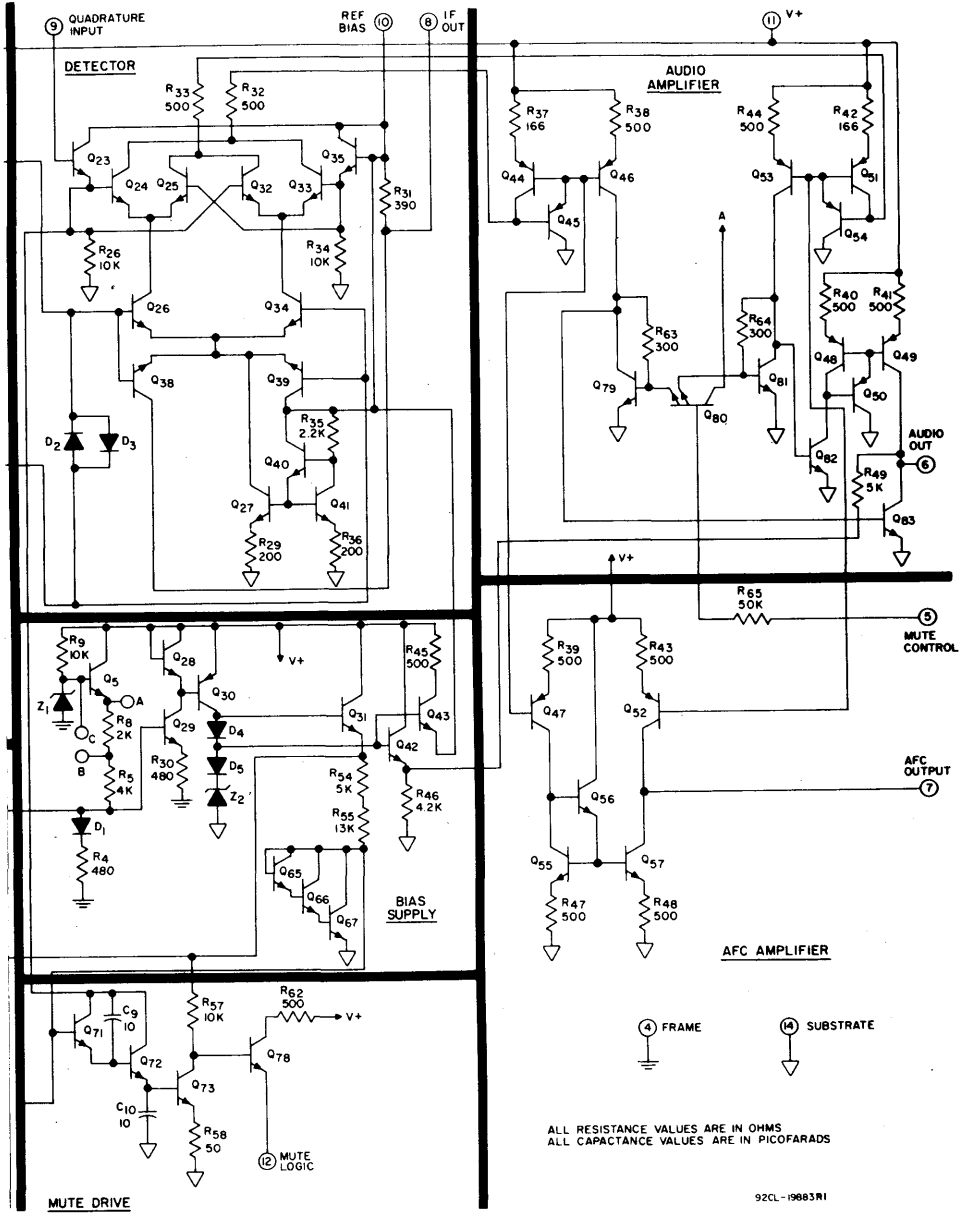 9 QUADRATURE INPUT
REF BIAS 10
8 I F OUT
11 V+
DETECTOR
AUDIO AMPLIFIER
R33 500
R32 500
R37 166
R38 500
R44 500
R42 166
Q23
Q24
Q25
Q32
Q33
Q35
R31 390
Q44
Q46
Q53
Q51
Q45
A
Q54
R26 10K
R34 10K
Q26
Q34
R40 500
R41 500
R63 300
R64 300
Q38
Q39
Q79
Q80
Q81
Q48
Q49
Q50
D2
D3
R35 2.2K
Q40
Q27
Q41
Q82
R49 5K
AUDIO OUT
6
Q83
R29 200
R36 200
V+
R65 50K
5
MUTE CONTROL
R9 10K
Q5
Q28
V+
R45 500
R39 500
R43 500
Z1
A
Q30
Q31
Q43
Q47
Q52
R8 2K
C
Q29
D4
Q42
B
R30 480
D5
R54 5K
R5 4K
Z2
R46 4.2K
AFC OUTPUT
7
Q56
D1
R55 13K
R4 480
Q65
Q66
Q67
Q55
Q57
BIAS SUPPLY
R47 500
R48 500
AFC AMPLIFIER
R62 500
V+
Q71
C9 10
R57 10K
4 FRAME
14 SUBSTRATE
Q72
Q78
Q73
C10 10
R58 50
12 MUTE LOGIC
ALL RESISTANCE VALUES ARE IN OHMS
ALL CAPACTANCE VALUES ARE IN PICOFARADS
MUTE DRIVE
92CL-19883R1